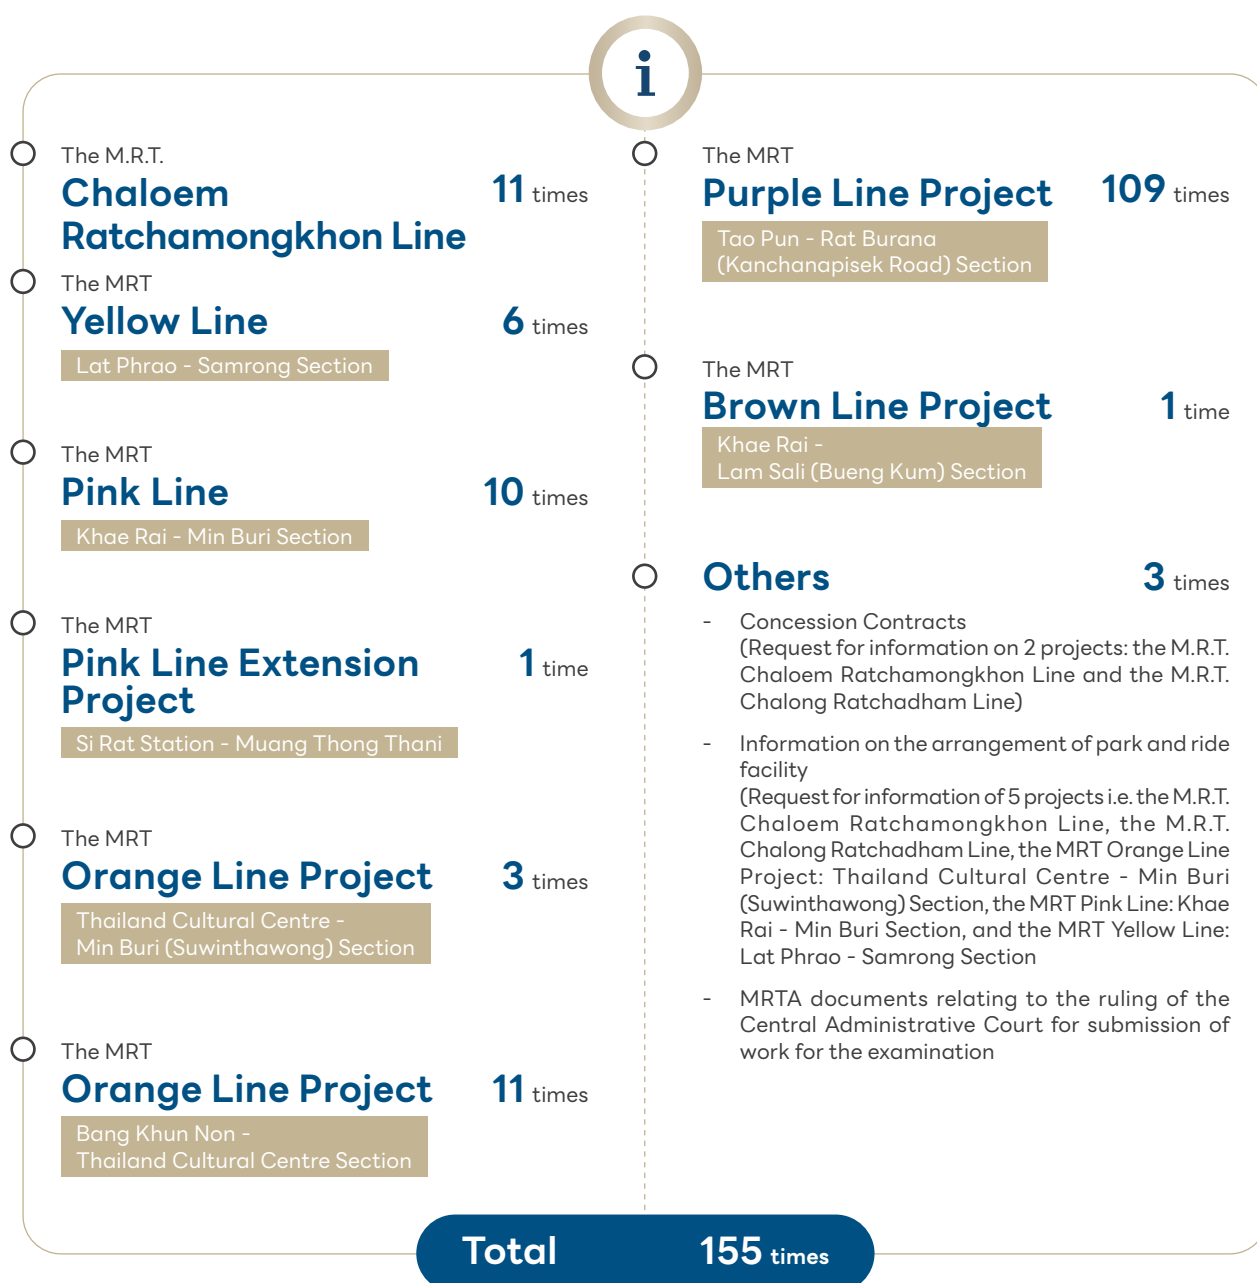 i
The M.R.T.
Chaloem
Ratchamongkhon Line
11 times
The MRT
Yellow Line
6 times
Lat Phrao - Samrong Section
The MRT
Pink Line
10 times
Khae Rai - Min Buri Section
The MRT
Pink Line Extension
Project
1 time
Si Rat Station - Muang Thong Thani
The MRT
Orange Line Project
3 times
Thailand Cultural Centre -
Min Buri (Suwinthawong) Section
The MRT
Orange Line Project
11 times
Bang Khun Non -
Thailand Cultural Centre Section
The MRT
Purple Line Project
109 times
Tao Pun - Rat Burana
(Kanchanapisek Road) Section
The MRT
Brown Line Project
1 time
Khae Rai -
Lam Sali (Bueng Kum) Section
Others
3 times
- Concession Contracts
(Request for information on 2 projects: the M.R.T.
Chaloem Ratchamongkhon Line and the M.R.T.
Chalong Ratchadham Line)
- Information on the arrangement of park and ride
facility
(Request for information of 5 projects i.e. the M.R.T.
Chaloem Ratchamongkhon Line, the M.R.T.
Chalong Ratchadham Line, the MRT Orange Line
Project: Thailand Cultural Centre - Min Buri
(Suwinthawong) Section, the MRT Pink Line: Khae
Rai - Min Buri Section, and the MRT Yellow Line:
Lat Phrao - Samrong Section
- MRTA documents relating to the ruling of the
Central Administrative Court for submission of
work for the examination
Total 155 times